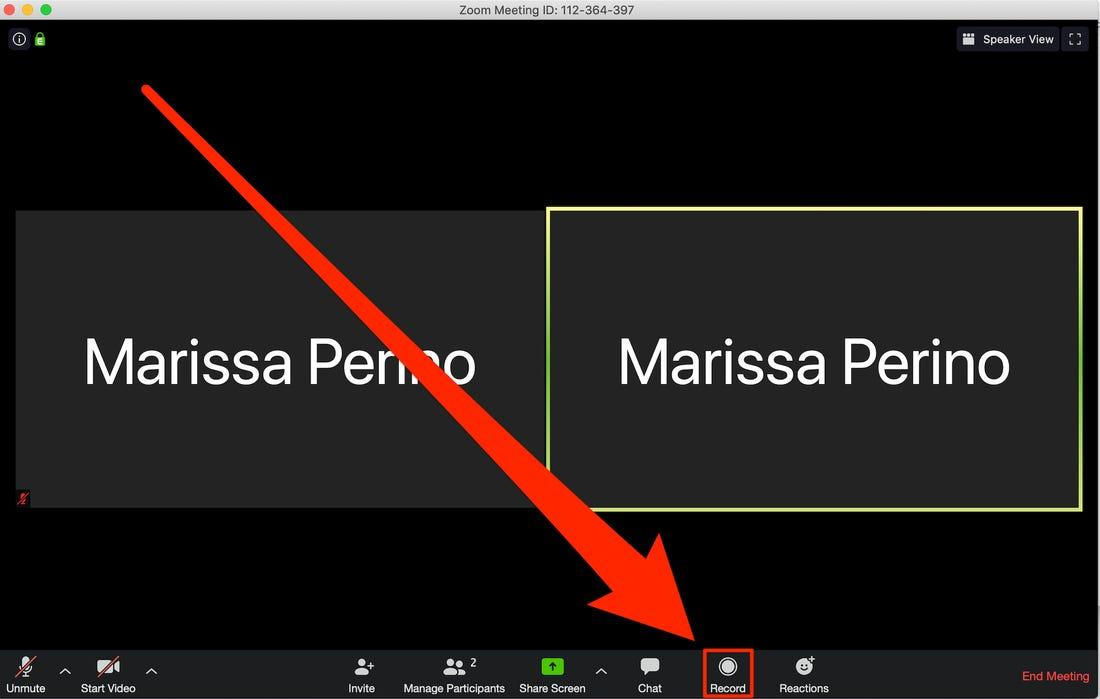 Zoom Meeting ID: 112-364-397
E
Speaker View
Marissa Perino
Marissa Perino
Unmute
Start Video
Invite
2
Manage Participants
Share Screen
Chat
Record
Reactions
End Meeting